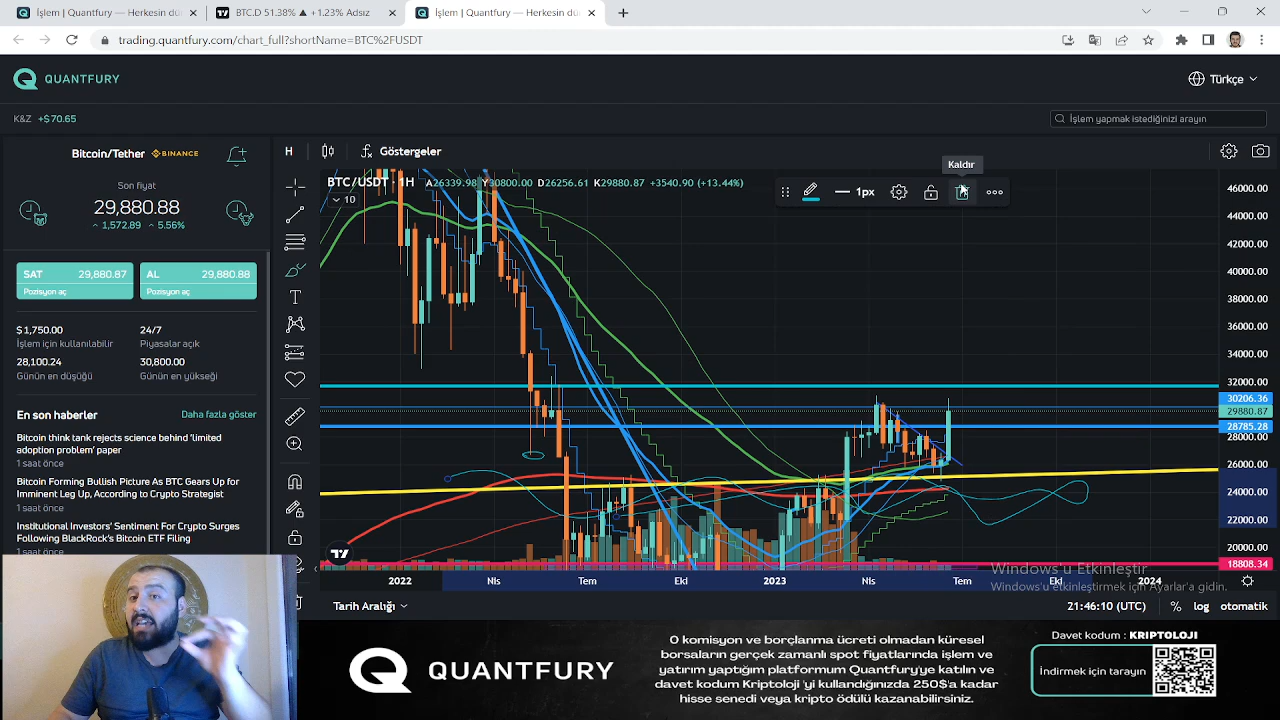 İşlem | Quantfury — Herkesin dü
BTC.D 51.38% ▲ +1.23% Adsız
İşlem | Quantfury — Herkesin dü
trading.quantfury.com/chart_full?shortName=BTC%2FUSDT
QUANTFURY
Türkçe
K&Z +$70.65
İşlem yapmak istediğinizi arayın
Bitcoin/Tether BINANCE
Son fiyat
29,880.88
1,572.89 5.56%
SAT 29,880.87
Pozisyon aç
AL 29,880.88
Pozisyon aç
$1,750.00 24/7
İşlem için kullanılabilir Piyasalar açık
28,100.24 30,800.00
Günün en düşüğü Günün en yükseği
En son haberler Daha fazla göster
Bitcoin think tank rejects science behind 'limited
adoption problem' paper
1 saat önce
Bitcoin Forming Bullish Pict as APEC Gears Up for
Imminent Leg Up, According to Crypto Strategist
1 saat önce
Institutional Investors' Sentiment For Crypto Surges
Following BlackRock's Bitcoin ETF Filing
1 saat önce
H Göstergeler
Kaldır
BTC/USDT · 1H A26339.98 Y30800.00 D26256.61 K29880.87 +3540.90 (+13.44%)
10
1px
46000.00
44000.00
42000.00
40000.00
38000.00
36000.00
34000.00
32000.00
30206.36
29880.87
28785.28
28000.00
26000.00
24000.00
22000.00
20000.00
18808.34
2022 Nis Tem Eki 2023 Nis Tem Eki 2024
Windows'u Etkinleştir
Windows'u etkinleştirmek için Ayarlar'a gidin.
Tarih Aralığı 21:46:10 (UTC) % log otomatik
QUANTFURY
0 komisyon ve borçlanma ücreti olmadan küresel
borsaların gerçek zamanlı spot fiyatlarında işlem ve
yatırım yaptığım platformum Quantfury'ye katılın ve
davet kodum Kriptoloji 'yi kullandığınızda 250$'a kadar
hisse senedi veya kripto ödülü kazanabilirsiniz.
Davet kodum : KRIPTOLOJI
İndirmek için tarayın